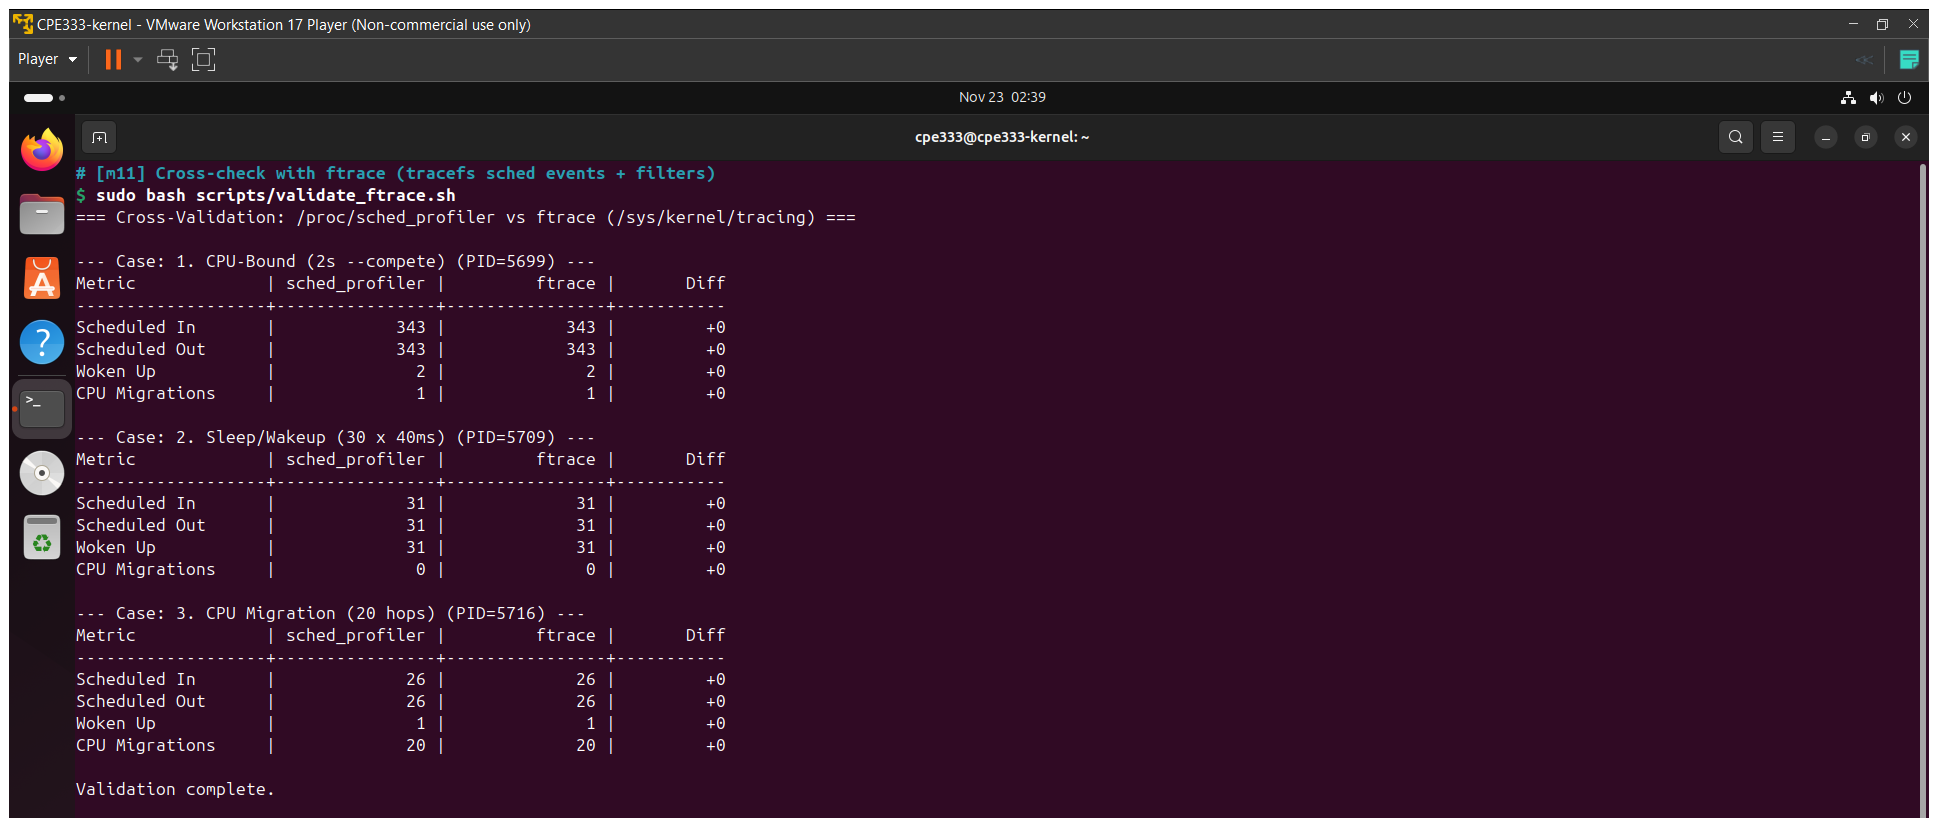 CPE333-kernel - VMware Workstation 17 Player (Non-commercial use only)
Player
Nov 23 02:39
cpe333@cpe333-kernel: ~
# [m11] Cross-check with ftrace (tracefs sched events + filters)
$ sudo bash scripts/validate_ftrace.sh
=== Cross-Validation: /proc/sched_profiler vs ftrace (/sys/kernel/tracing) ===
--- Case: 1. CPU-Bound (2s --compete) (PID=5699) ---
Metric | sched_profiler | ftrace | Diff
-------------------+----------------+----------------+-----------
Scheduled In | 343 | 343 | +0
Scheduled Out | 343 | 343 | +0
Woken Up | 2 | 2 | +0
CPU Migrations | 1 | 1 | +0
--- Case: 2. Sleep/Wakeup (30 x 40ms) (PID=5709) ---
Metric | sched_profiler | ftrace | Diff
-------------------+----------------+----------------+-----------
Scheduled In | 31 | 31 | +0
Scheduled Out | 31 | 31 | +0
Woken Up | 31 | 31 | +0
CPU Migrations | 0 | 0 | +0
--- Case: 3. CPU Migration (20 hops) (PID=5716) ---
Metric | sched_profiler | ftrace | Diff
-------------------+----------------+----------------+-----------
Scheduled In | 26 | 26 | +0
Scheduled Out | 26 | 26 | +0
Woken Up | 1 | 1 | +0
CPU Migrations | 20 | 20 | +0
Validation complete.